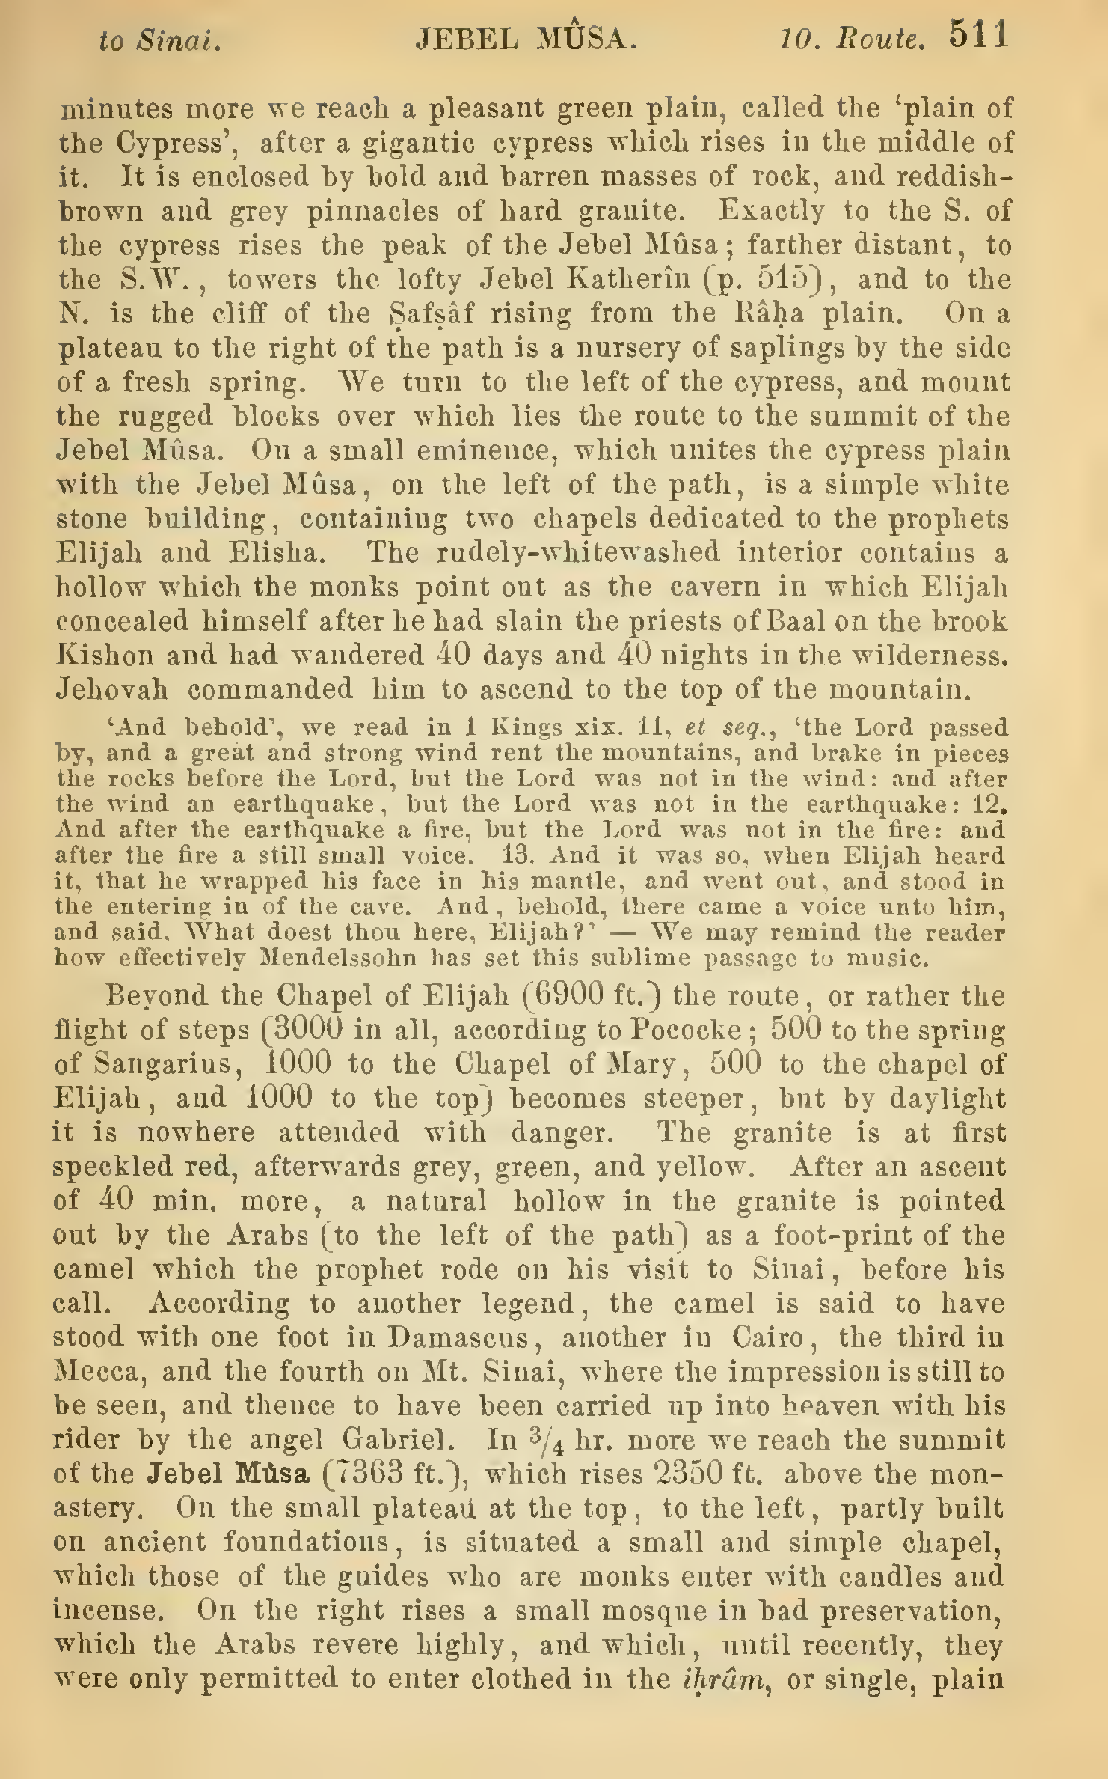 to Sinai. JEBEL MÛSA. 10. Route. 511
minutes more we reach a pleasant green plain, called the ‘plain of
the Cypress’, after a gigantic cypress which rises in the middle of
it. It is enclosed by bold and barren masses of rock, and reddish-
brown and grey pinnacles of hard granite. Exactly to the S. of
the cypress rises the peak of the Jebel Mûsa; farther distant, to
the S.W., towers the lofty Jebel Katherîn (p. 515), and to the
N. is the cliff of the Ṣafṣâf rising from the Râḥa plain. On a
plateau to the right of the path is a nursery of saplings by the side
of a fresh spring. We turn to the left of the cypress, and mount
the rugged blocks over which lies the route to the summit of the
Jebel Mûsa. On a small eminence, which unites the cypress plain
with the Jebel Mûsa, on the left of the path, is a simple white
stone building, containing two chapels dedicated to the prophets
Elijah and Elisha. The rudely-whitewashed interior contains a
hollow which the monks point out as the cavern in which Elijah
concealed himself after he had slain the priests of Baal on the brook
Kishon and had wandered 40 days and 40 nights in the wilderness.
Jehovah commanded him to ascend to the top of the mountain.
‘And behold’, we read in 1 Kings xix. 11, et seq., ‘the Lord passed
by, and a great and strong wind rent the mountains, and brake in pieces
the rocks before the Lord, but the Lord was not in the wind: and after
the wind an earthquake, but the Lord was not in the earthquake: 12.
And after the earthquake a fire, but the Lord was not in the fire: and
after the fire a still small voice. 13. And it was so, when Elijah heard
it, that he wrapped his face in his mantle, and went out, and stood in
the entering in of the cave. And, behold, there came a voice unto him,
and said, What doest thou here, Elijah?’ — We may remind the reader
how effectively Mendelssohn has set this sublime passage to music.
Beyond the Chapel of Elijah (6900 ft.) the route, or rather the
flight of steps (3000 in all, according to Pococke; 500 to the spring
of Sangarius, 1000 to the Chapel of Mary, 500 to the chapel of
Elijah, and 1000 to the top) becomes steeper, but by daylight
it is nowhere attended with danger. The granite is at first
speckled red, afterwards grey, green, and yellow. After an ascent
of 40 min. more, a natural hollow in the granite is pointed
out by the Arabs (to the left of the path) as a foot-print of the
camel which the prophet rode on his visit to Sinai, before his
call. According to another legend, the camel is said to have
stood with one foot in Damascus, another in Cairo, the third in
Mecca, and the fourth on Mt. Sinai, where the impression is still to
be seen, and thence to have been carried up into heaven with his
rider by the angel Gabriel. In 3/4 hr. more we reach the summit
of the Jebel Mûsa (7363 ft.), which rises 2350 ft. above the mon-
astery. On the small plateau at the top, to the left, partly built
on ancient foundations, is situated a small and simple chapel,
which those of the guides who are monks enter with candles and
incense. On the right rises a small mosque in bad preservation,
which the Arabs revere highly, and which, until recently, they
were only permitted to enter clothed in the iḥrâm, or single, plain